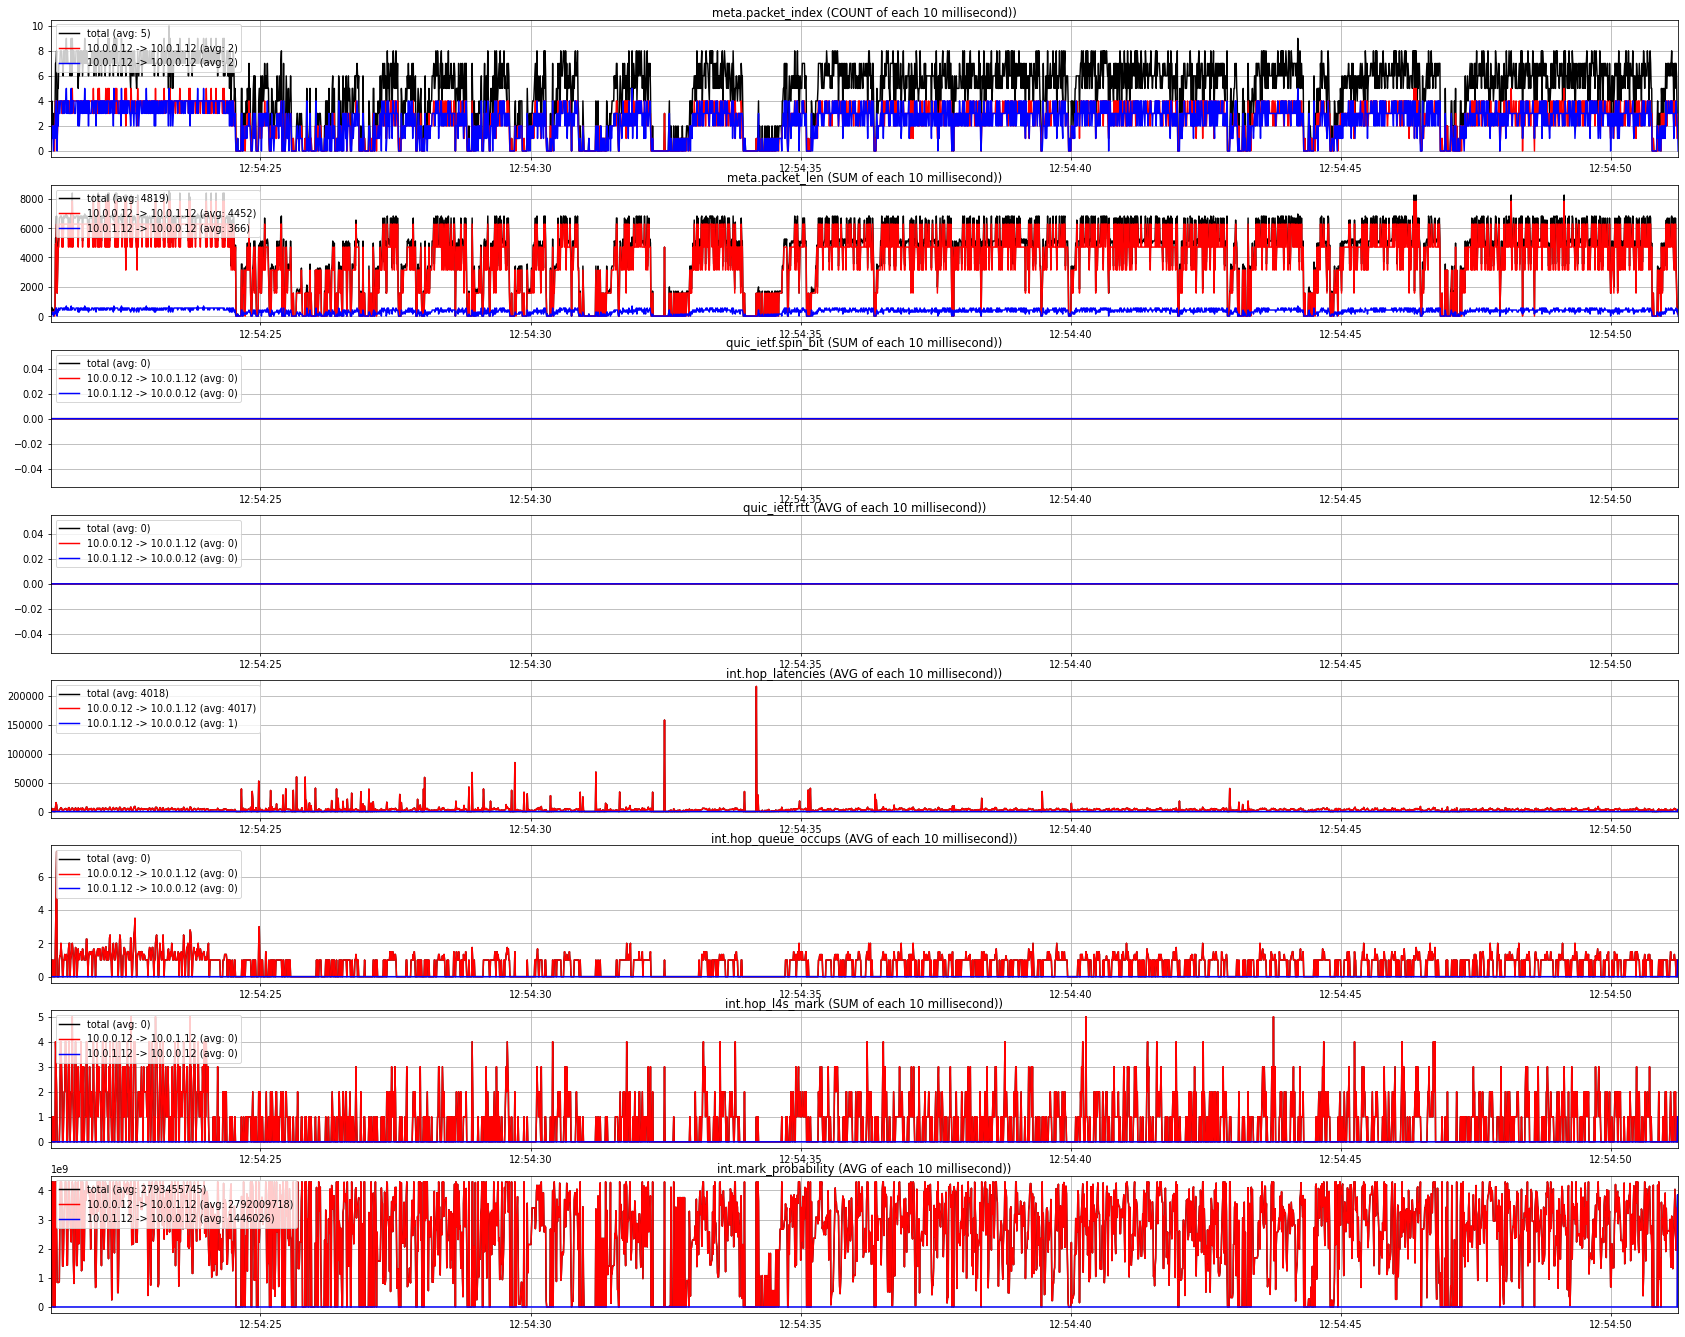 meta.packet_index (COUNT of each 10 millisecond))
10
8
6
4
2
0
total (avg: 5)
10.0.0.12 -> 10.0.1.12 (avg: 2)
10.0.1.12 -> 10.0.0.12 (avg: 2)
12:54:25 12:54:30 12:54:35 12:54:40 12:54:45 12:54:50
meta.packet_len (SUM of each 10 millisecond))
8000
6000
4000
2000
0
total (avg: 4819)
10.0.0.12 -> 10.0.1.12 (avg: 4452)
10.0.1.12 -> 10.0.0.12 (avg: 366)
12:54:25 12:54:30 12:54:35 12:54:40 12:54:45 12:54:50
quic_ietf.spin_bit (SUM of each 10 millisecond))
0.04
0.02
0.00
−0.02
−0.04
total (avg: 0)
10.0.0.12 -> 10.0.1.12 (avg: 0)
10.0.1.12 -> 10.0.0.12 (avg: 0)
12:54:25 12:54:30 12:54:35 12:54:40 12:54:45 12:54:50
quic_ietf.rtt (AVG of each 10 millisecond))
0.04
0.02
0.00
−0.02
−0.04
total (avg: 0)
10.0.0.12 -> 10.0.1.12 (avg: 0)
10.0.1.12 -> 10.0.0.12 (avg: 0)
12:54:25 12:54:30 12:54:35 12:54:40 12:54:45 12:54:50
int.hop_latencies (AVG of each 10 millisecond))
200000
150000
100000
50000
0
total (avg: 4018)
10.0.0.12 -> 10.0.1.12 (avg: 4017)
10.0.1.12 -> 10.0.0.12 (avg: 1)
12:54:25 12:54:30 12:54:35 12:54:40 12:54:45 12:54:50
int.hop_queue_occups (AVG of each 10 millisecond))
6
4
2
0
total (avg: 0)
10.0.0.12 -> 10.0.1.12 (avg: 0)
10.0.1.12 -> 10.0.0.12 (avg: 0)
12:54:25 12:54:30 12:54:35 12:54:40 12:54:45 12:54:50
int.hop_l4s_mark (SUM of each 10 millisecond))
5
4
3
2
1
0
total (avg: 0)
10.0.0.12 -> 10.0.1.12 (avg: 0)
10.0.1.12 -> 10.0.0.12 (avg: 0)
12:54:25 12:54:30 12:54:35 12:54:40 12:54:45 12:54:50
int.mark_probability (AVG of each 10 millisecond))
1e9
4
3
2
1
0
total (avg: 2793455745)
10.0.0.12 -> 10.0.1.12 (avg: 2792009718)
10.0.1.12 -> 10.0.0.12 (avg: 1446026)
12:54:25 12:54:30 12:54:35 12:54:40 12:54:45 12:54:50